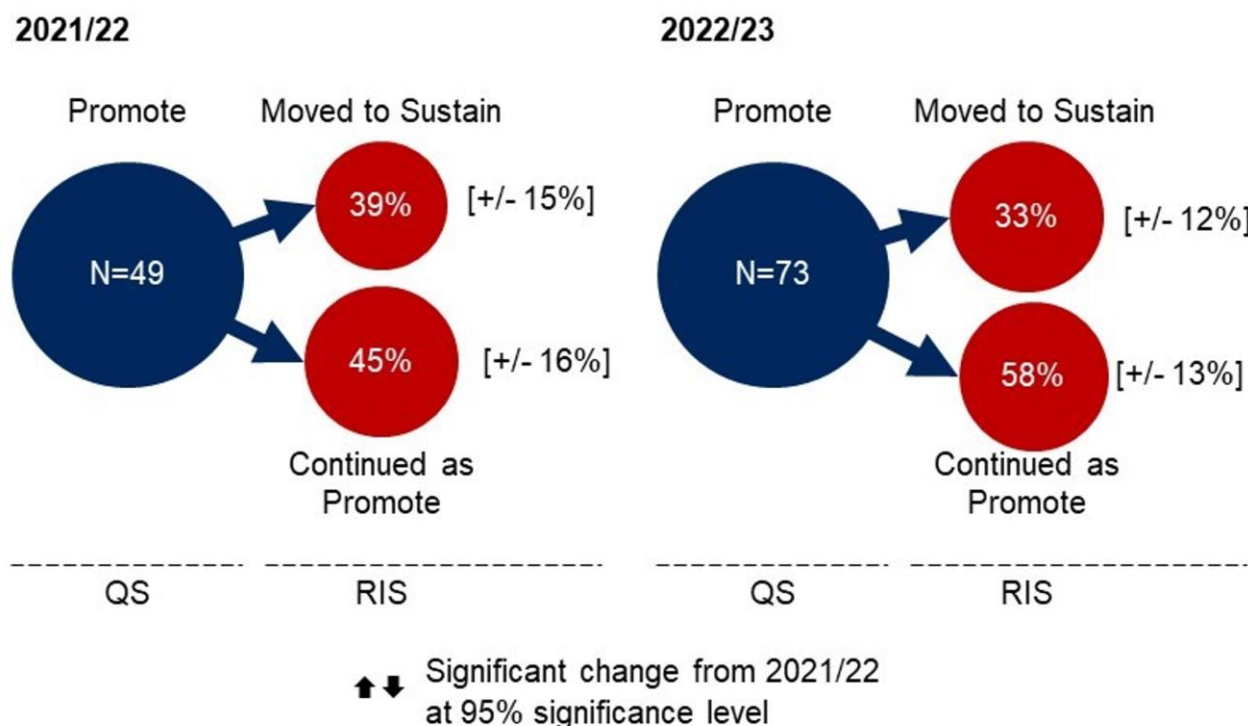 2021/22
Promote
Moved to Sustain
N=49
39%
[+/- 15%]
45%
[+/- 16%]
Continued as
Promote
QS
RIS
2022/23
Promote
Moved to Sustain
N=73
33%
[+/- 12%]
58%
[+/- 13%]
Continued as
Promote
QS
RIS
Significant change from 2021/22
at 95% significance level